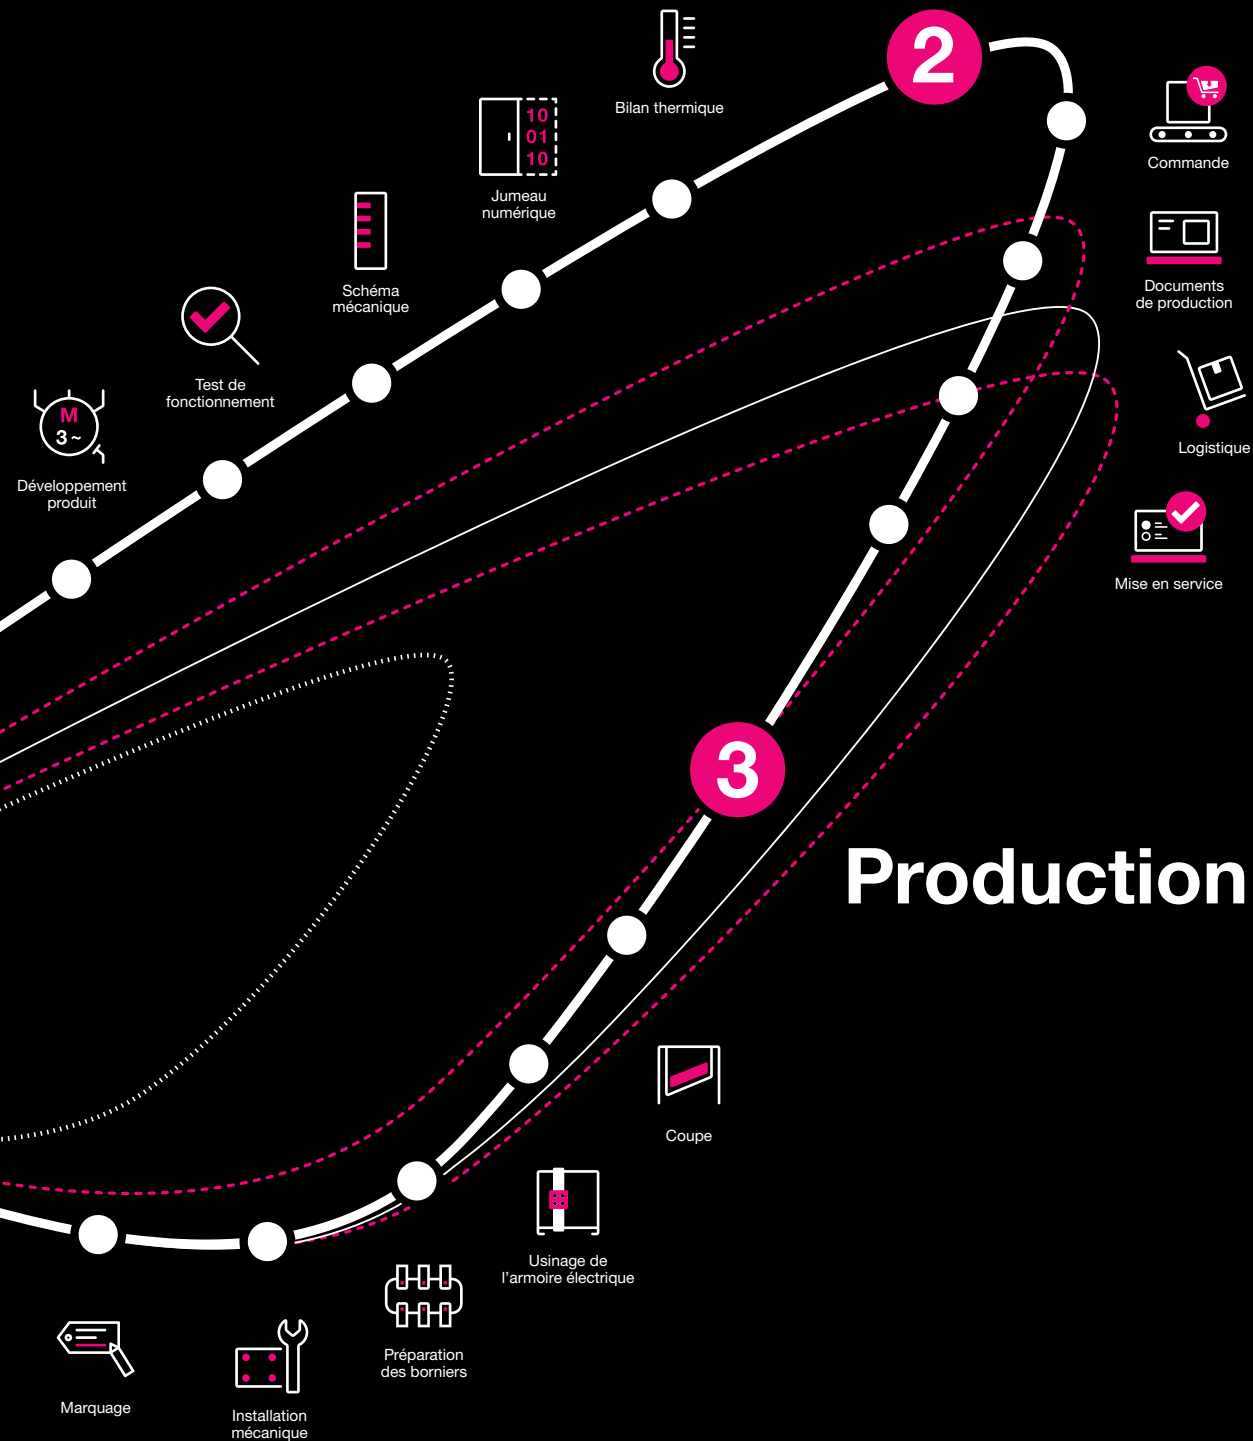 2
Bilan thermique
10
01
10
Jumeau
numérique
Commande
Schéma
mécanique
Documents
de production
Test de
fonctionnement
M
3~
Développement
produit
Logistique
Mise en service
3
Production
Coupe
Usinage de
l'armoire électrique
Préparation
des borniers
Marquage
Installation
mécanique